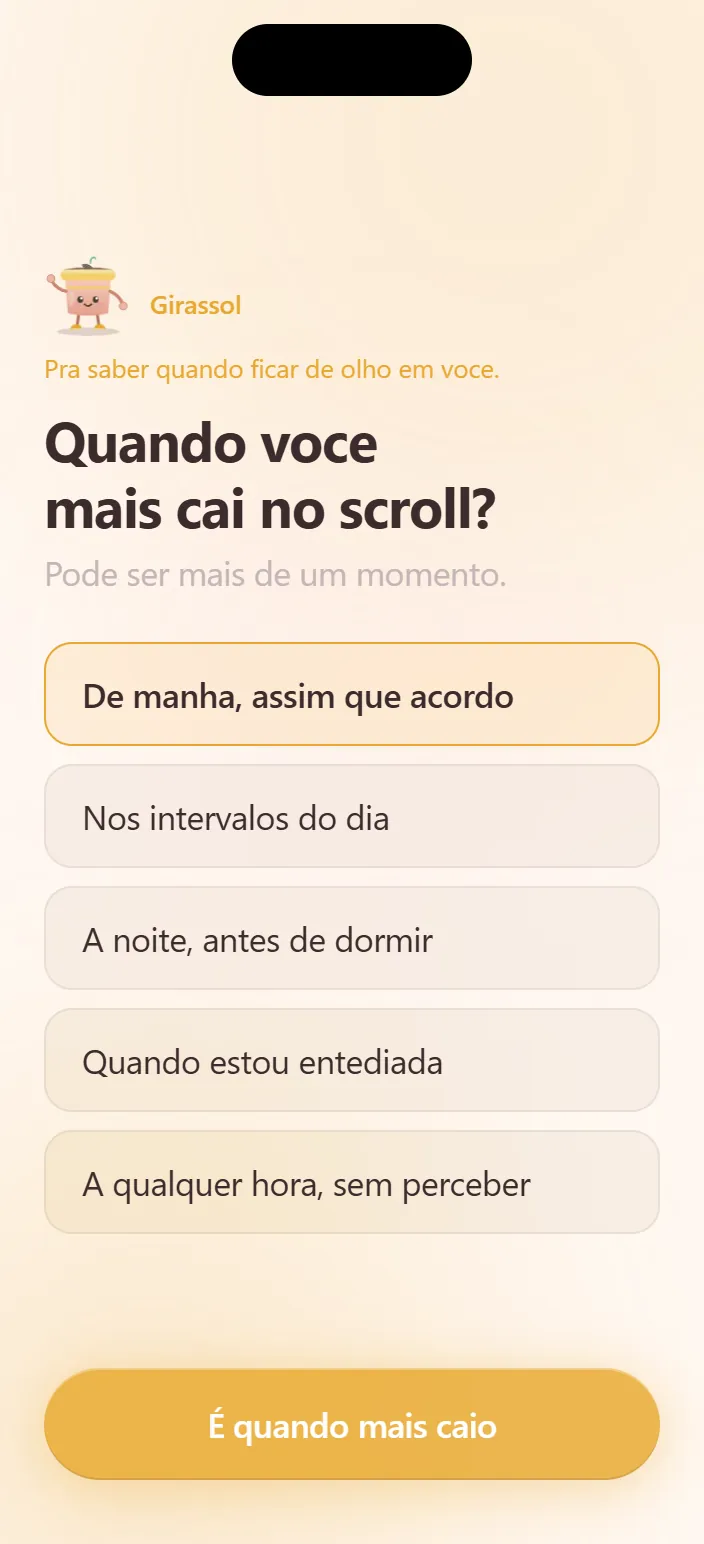 Girassol
Pra saber quando ficar de olho em voce.
Quando voce
mais cai no scroll?
Pode ser mais de um momento.
De manha, assim que acordo
Nos intervalos do dia
A noite, antes de dormir
Quando estou entediada
A qualquer hora, sem perceber
É quando mais caio